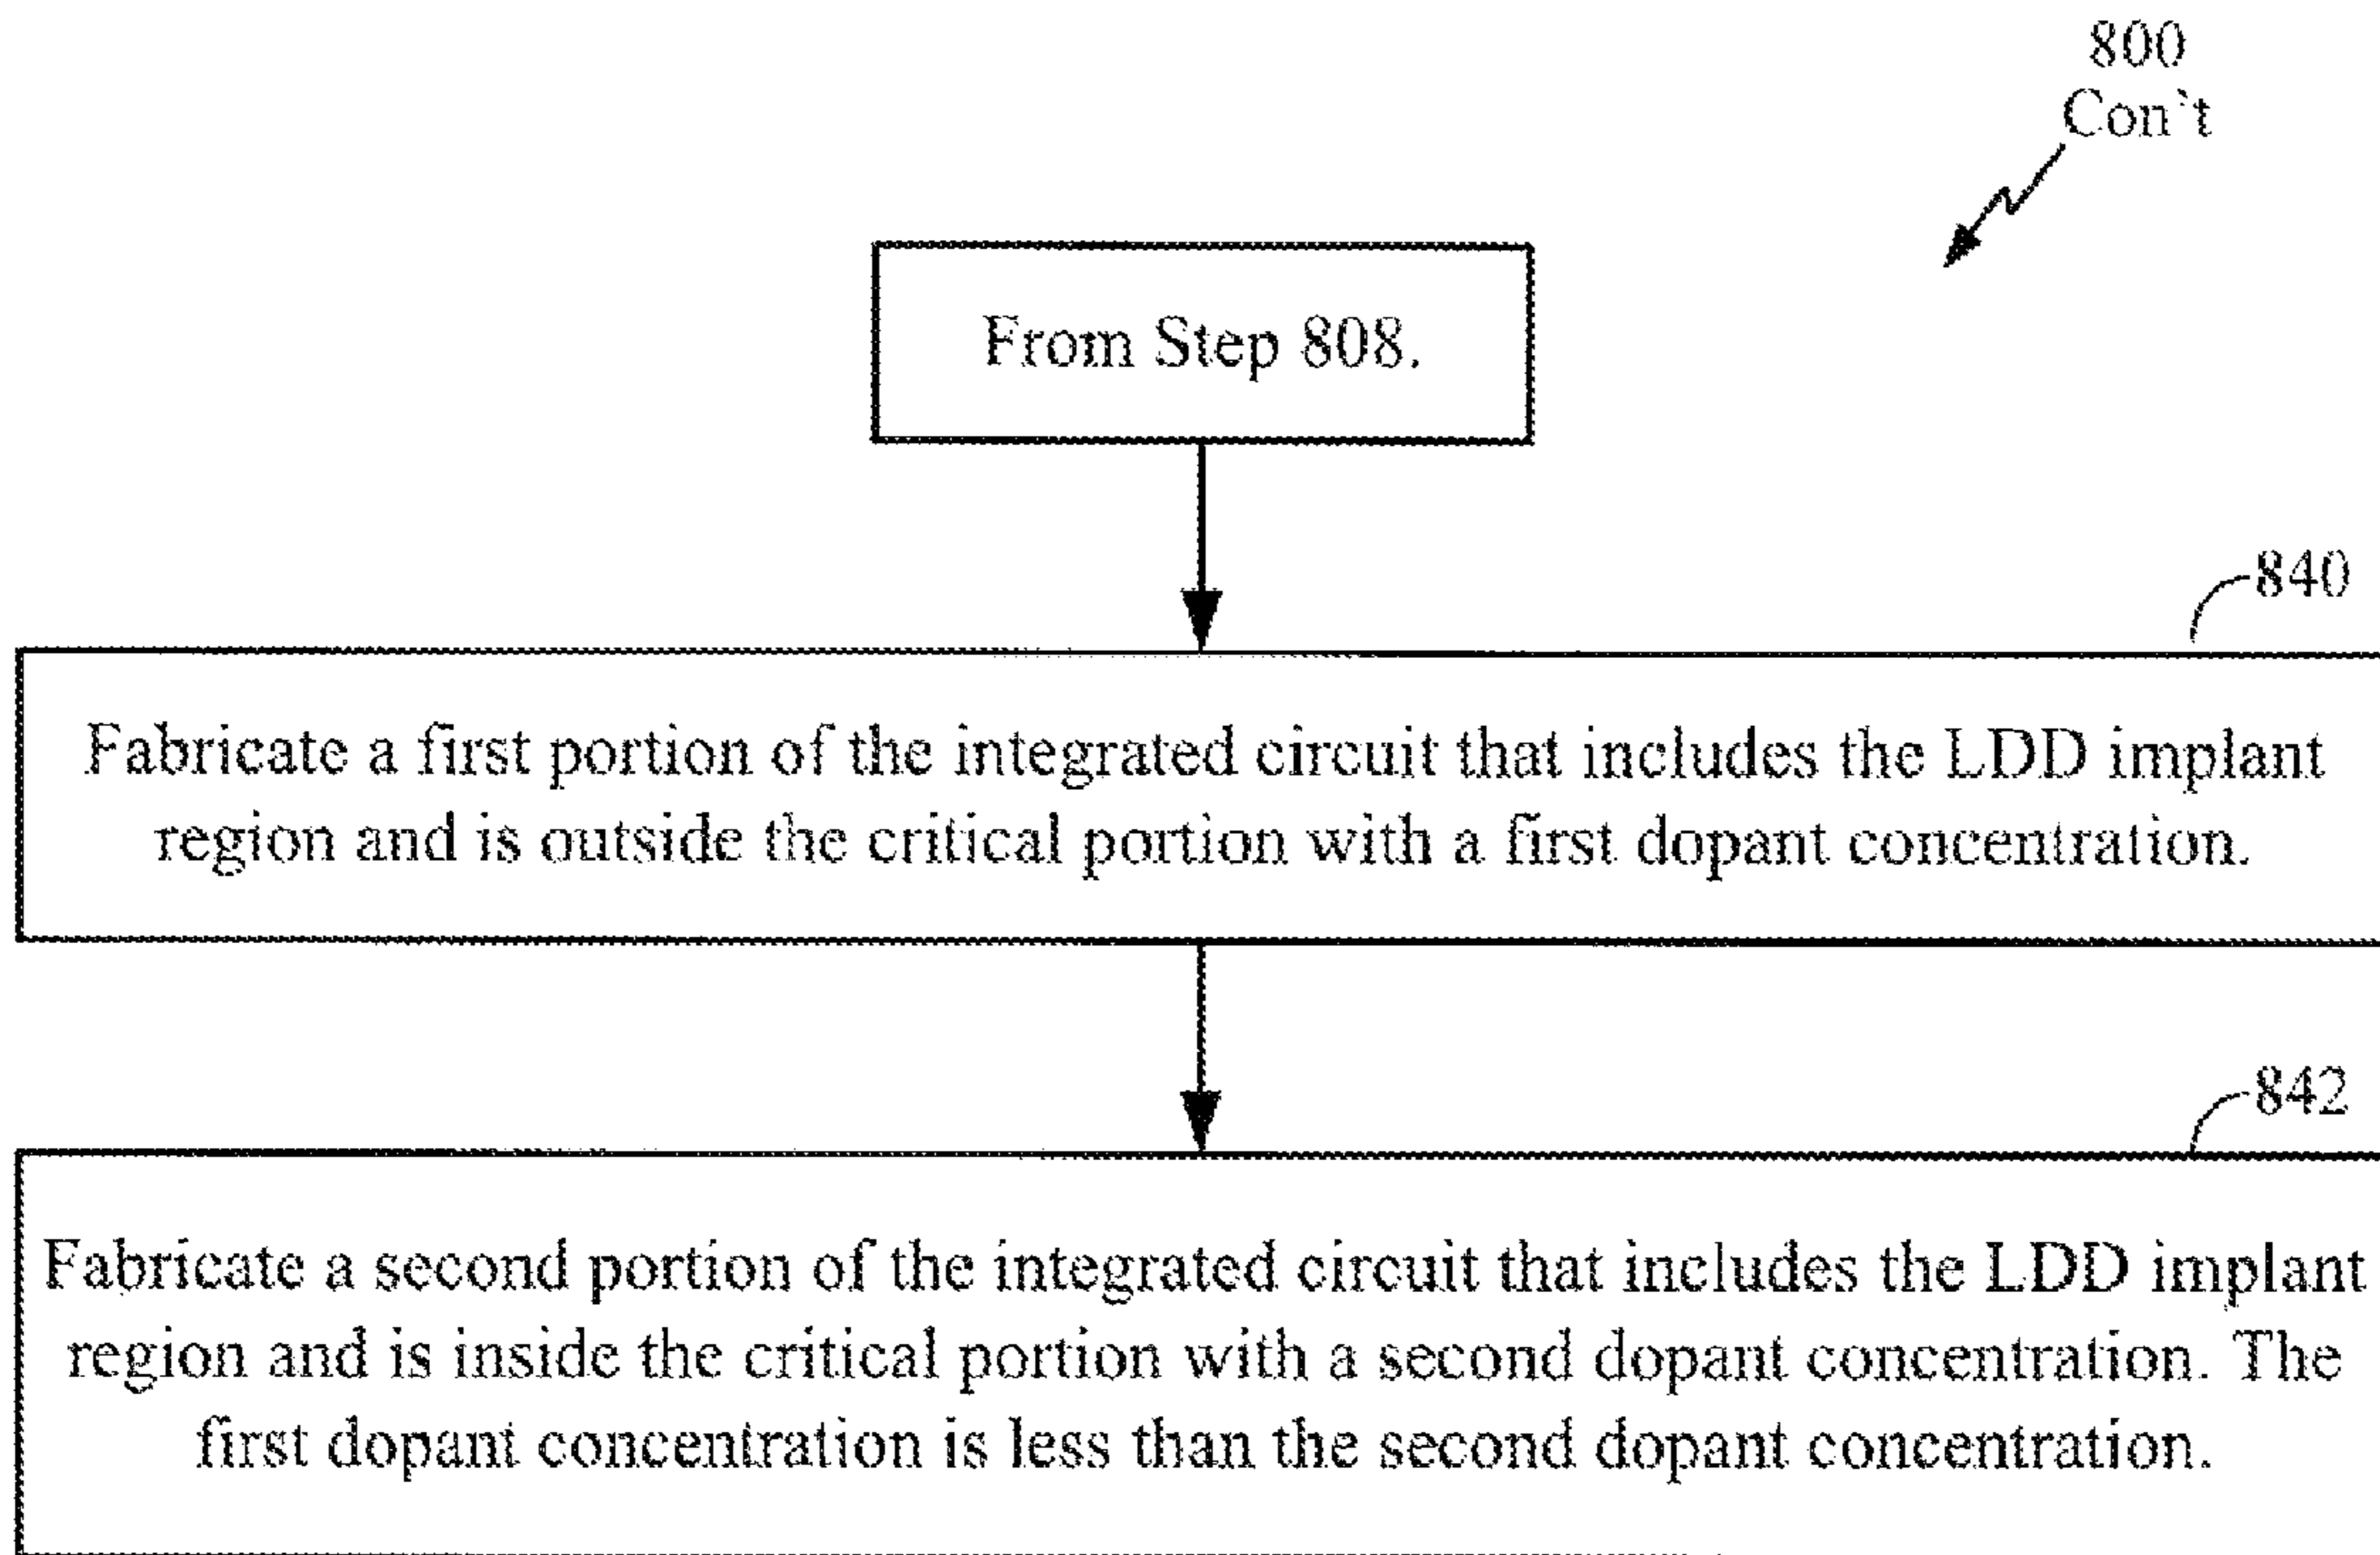 800
Con't
From Step 808.
840
Fabricate a first portion of the integrated circuit that includes the LDD implant
region and is outside the critical portion with a first dopant concentration.
842
Fabricate a second portion of the integrated circuit that includes the LDD implant
region and is inside the critical portion with a second dopant concentration. The
first dopant concentration is less than the second dopant concentration.